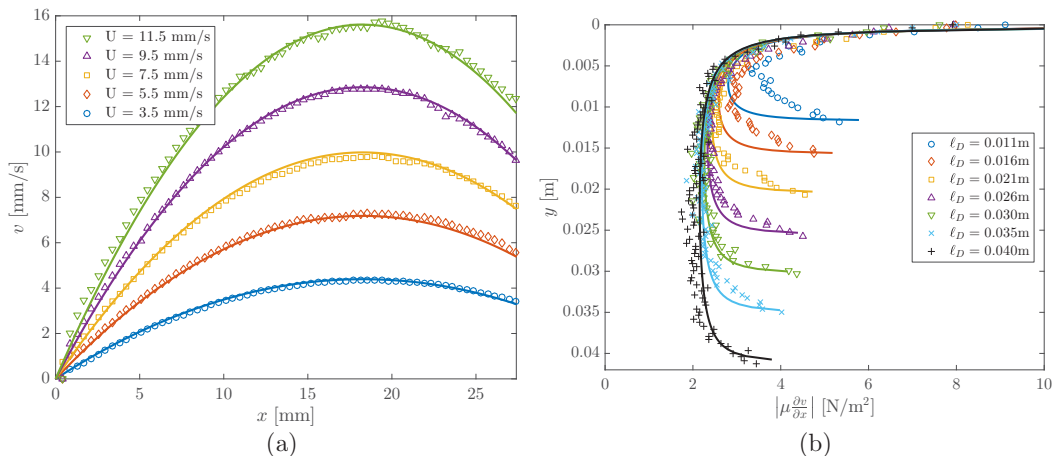 16
14
12
10
8
6
4
2
0
v [mm/s]
U = 11.5 mm/s
U = 9.5 mm/s
U = 7.5 mm/s
U = 5.5 mm/s
U = 3.5 mm/s
0 5 10 15 20 25
x [mm]
(a)
0
0.005
0.01
0.015
0.02
0.025
0.03
0.035
0.04
y [m]
ℓ_D = 0.011m
ℓ_D = 0.016m
ℓ_D = 0.021m
ℓ_D = 0.026m
ℓ_D = 0.030m
ℓ_D = 0.035m
ℓ_D = 0.040m
0 2 4 6 8 10
|μ ∂v/∂x| [N/m²]
(b)